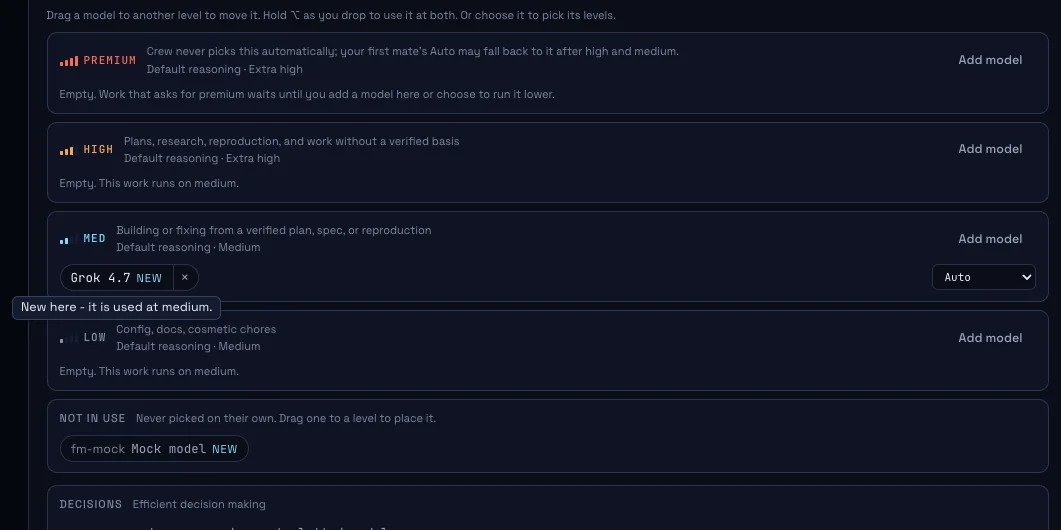 Drag a model to another level to move it. Hold ⌥ as you drop to use it at both. Or choose it to pick its levels.
PREMIUM
Crew never picks this automatically; your first mate's Auto may fall back to it after high and medium.
Default reasoning · Extra high
Add model
Empty. Work that asks for premium waits until you add a model here or choose to run it lower.
HIGH
Plans, research, reproduction, and work without a verified basis
Default reasoning · Extra high
Add model
Empty. This work runs on medium.
MED
Building or fixing from a verified plan, spec, or reproduction
Default reasoning · Medium
Add model
Grok 4.7 NEW ×
Auto
New here - it is used at medium.
LOW
Config, docs, cosmetic chores
Default reasoning · Medium
Add model
Empty. This work runs on medium.
NOT IN USE Never picked on their own. Drag one to a level to place it.
fm-mock Mock model NEW
DECISIONS Efficient decision making